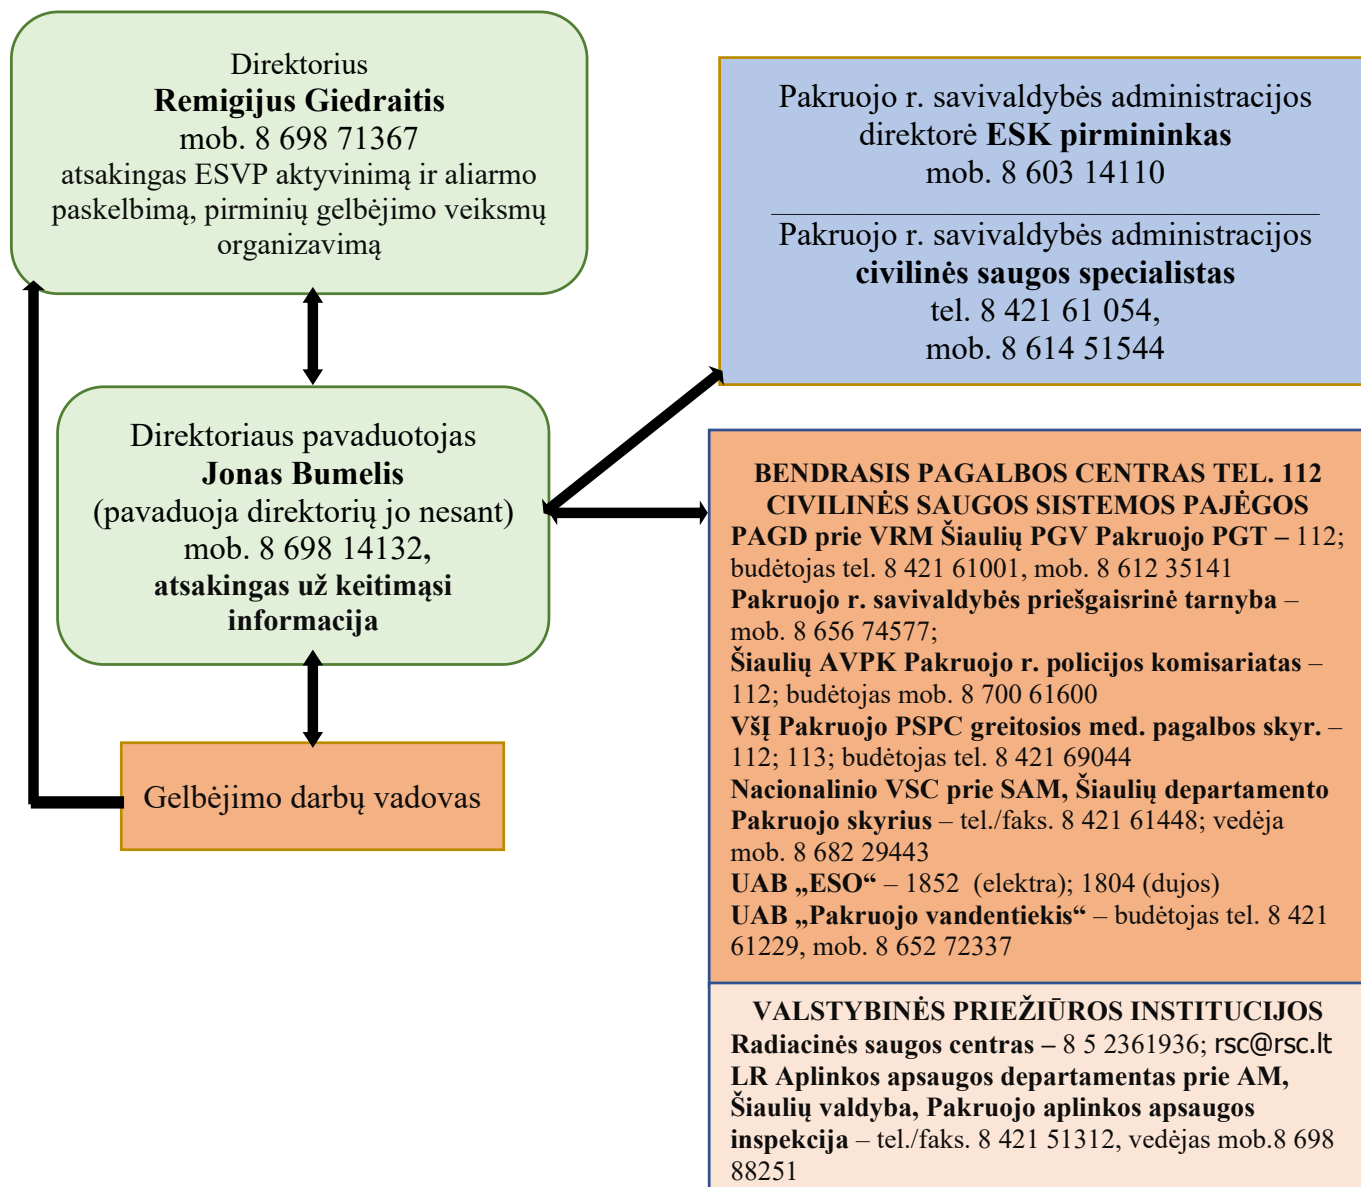 Direktorius
Remigijus Giedraitis
mob. 8 698 71367
atsakingas ESVP aktyvinimą ir aliarmo
paskelbimą, pirminių gelbėjimo veiksmų
organizavimą
Direktoriaus pavaduotojas
Jonas Bumelis
(pavaduoja direktorių jo nesant)
mob. 8 698 14132,
atsakingas už keitimąsi
informacija
Gelbėjimo darbų vadovas
Pakruojo r. savivaldybės administracijos
direktorė ESK pirmininkas
mob. 8 603 14110
Pakruojo r. savivaldybės administracijos
civilinės saugos specialistas
tel. 8 421 61 054,
mob. 8 614 51544
BENDRASIS PAGALBOS CENTRAS TEL. 112
CIVILINĖS SAUGOS SISTEMOS PAJĖGOS
PAGD prie VRM Šiaulių PGV Pakruojo PGT – 112;
budėtojas tel. 8 421 61001, mob. 8 612 35141
Pakruojo r. savivaldybės priešgaisrinė tarnyba –
mob. 8 656 74577;
Šiaulių AVPK Pakruojo r. policijos komisariatas –
112; budėtojas mob. 8 700 61600
VšĮ Pakruojo PSPC greitosios med. pagalbos skyr. –
112; 113; budėtojas tel. 8 421 69044
Nacionalinio VSC prie SAM, Šiaulių departamento
Pakruojo skyrius – tel./faks. 8 421 61448; vedėja
mob. 8 682 29443
UAB „ESO“ – 1852 (elektra); 1804 (dujos)
UAB „Pakruojo vandentiekis“ – budėtojas tel. 8 421
61229, mob. 8 652 72337
VALSTYBINĖS PRIEŽIŪROS INSTITUCIJOS
Radiacinės saugos centras – 8 5 2361936; rsc@rsc.lt
LR Aplinkos apsaugos departamentas prie AM,
Šiaulių valdyba, Pakruojo aplinkos apsaugos
inspekcija – tel./faks. 8 421 51312, vedėjas mob.8 698
88251